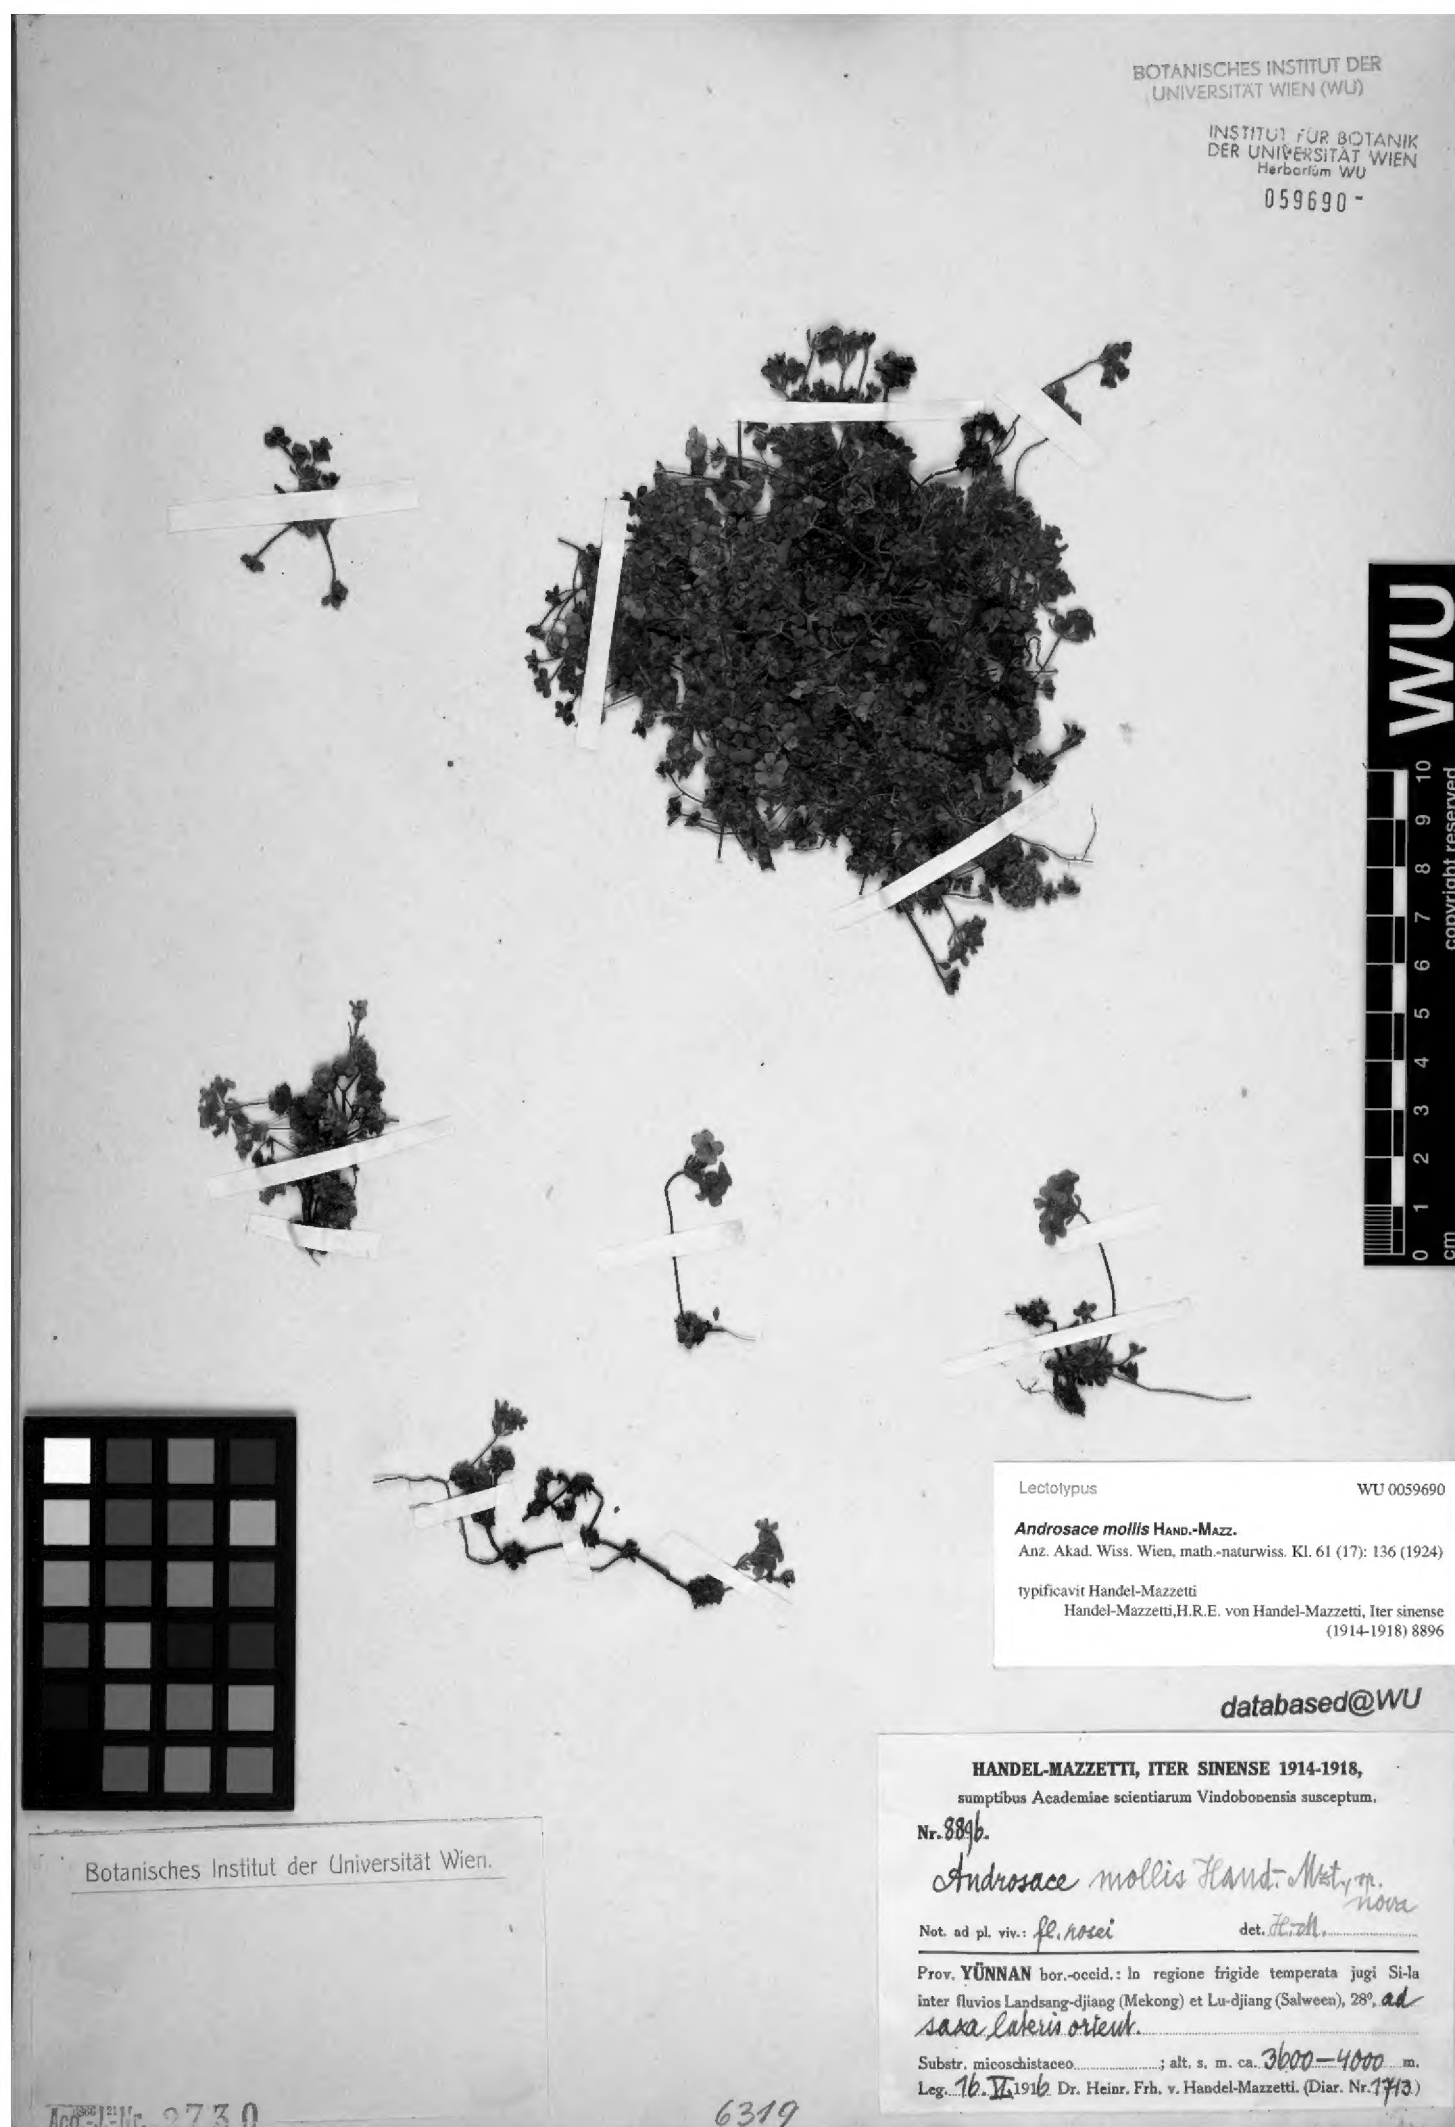 BOTANISCHES INSTITUT DER
UNIVERSITÄT WIEN (WU)
INSTITUT FÜR BOTANIK
DER UNIVERSITÄT WIEN
Herbarium WU
059690-
WU
10
9
8
7
6
5
4
3
2
1
0
cm
copyright reserved
Lectotypus WU 0059690
Androsace mollis HAND.-MAZZ.
Anz. Akad. Wiss. Wien, math.-naturwiss. Kl. 61 (17): 136 (1924)
typificavit Handel-Mazzetti
Handel-Mazzetti,H.R.E. von Handel-Mazzetti, Iter sinense
(1914-1918) 8896
databased@WU
HANDEL-MAZZETTI, ITER SINENSE 1914-1918,
sumptibus Academiae scientiarum Vindobonensis susceptum.
Nr. 8896.
Androsace mollis Hand.-Mzt, sp.
nova
Not. ad pl. viv.: fl. rosei det. H.-M.
Prov. YÜNNAN bor.-occid.: In regione frigide temperata jugi Si-la
inter fluvios Landsang-djiang (Mekong) et Lu-djiang (Salween), 28°, ad
saxa lateris orient.
Substr. micoschistaceo ; alt. s. m. ca. 3600-4000 m.
Leg. 16. VI. 1916 Dr. Heinr. Frh. v. Handel-Mazzetti. (Diar. Nr. 1713)
Botanisches Institut der Universität Wien.
2730
6319